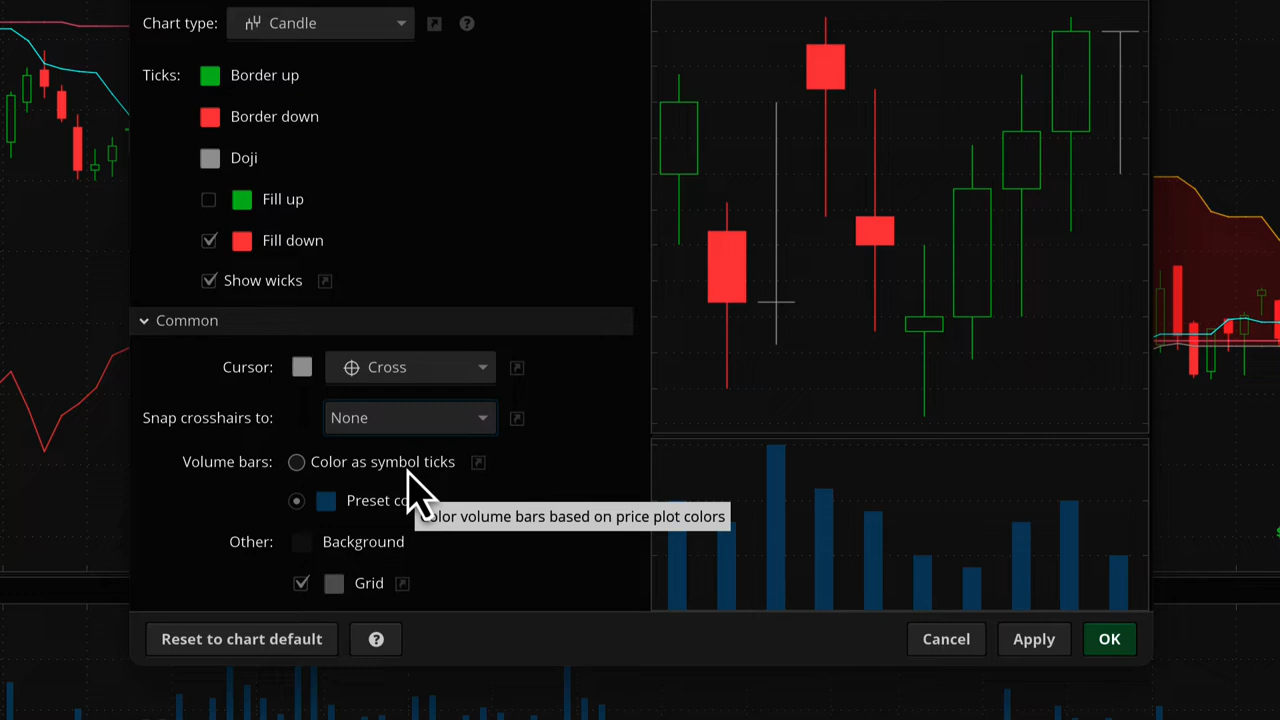 Chart type: Candle
Ticks: Border up
Border down
Doji
Fill up
Fill down
Show wicks
Common
Cursor: Cross
Snap crosshairs to: None
Volume bars: Color as symbol ticks
Preset
volume bars based on price plot colors
Other: Background
Grid
Reset to chart default ? Cancel Apply OK